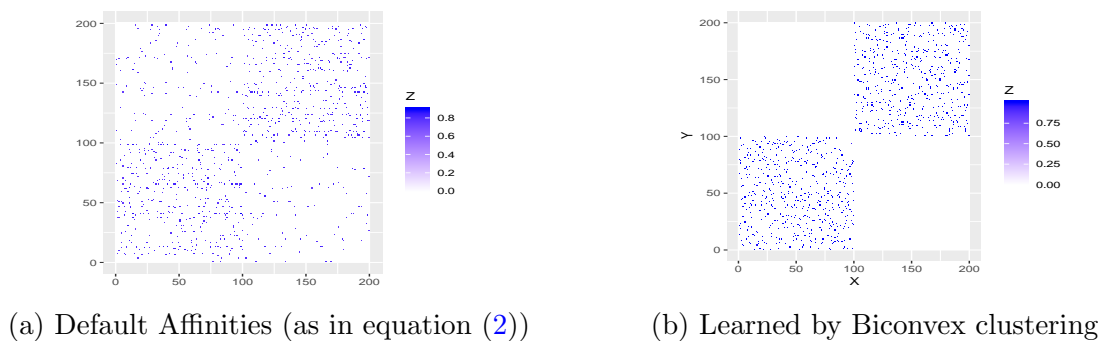 200
150
100
50
0
0 50 100 150 200
Z
0.8
0.6
0.4
0.2
0.0
200
150
100
50
0
Y
0 50 100 150 200
X
Z
0.75
0.50
0.25
0.00
(a) Default Affinities (as in equation (2))
(b) Learned by Biconvex clustering